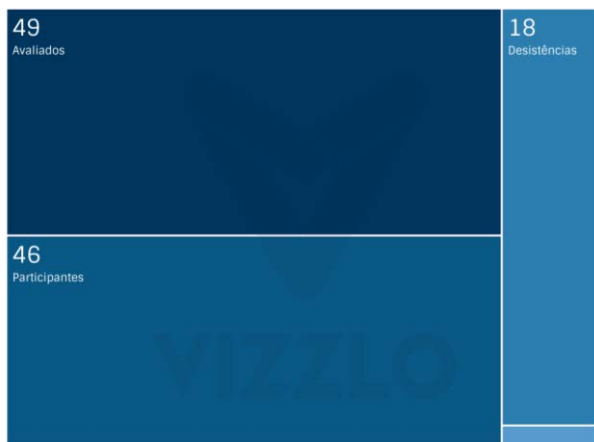 49
Avaliados
18
Desistências
46
Participantes
VIZZLO